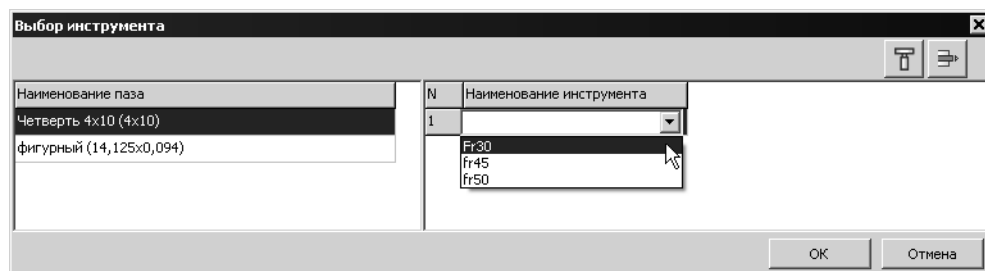 Выбор инструмента
Наименование паза
N Наименование инструмента
Четверть 4x10 (4x10)
1
фигурный (14,125x0,094)
Fr30
fr45
fr50
OK Отмена